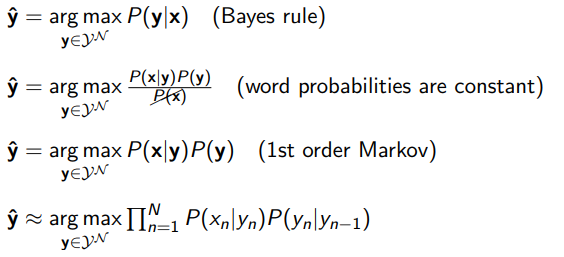 ŷ = arg max P(y|x) (Bayes rule)
y∈𝒴^𝒩
ŷ = arg max P(x|y)P(y) / P(x) (word probabilities are constant)
y∈𝒴^𝒩
ŷ = arg max P(x|y)P(y) (1st order Markov)
y∈𝒴^𝒩
ŷ ≈ arg max ∏_{n=1}^{N} P(x_n|y_n)P(y_n|y_{n−1})
y∈𝒴^𝒩